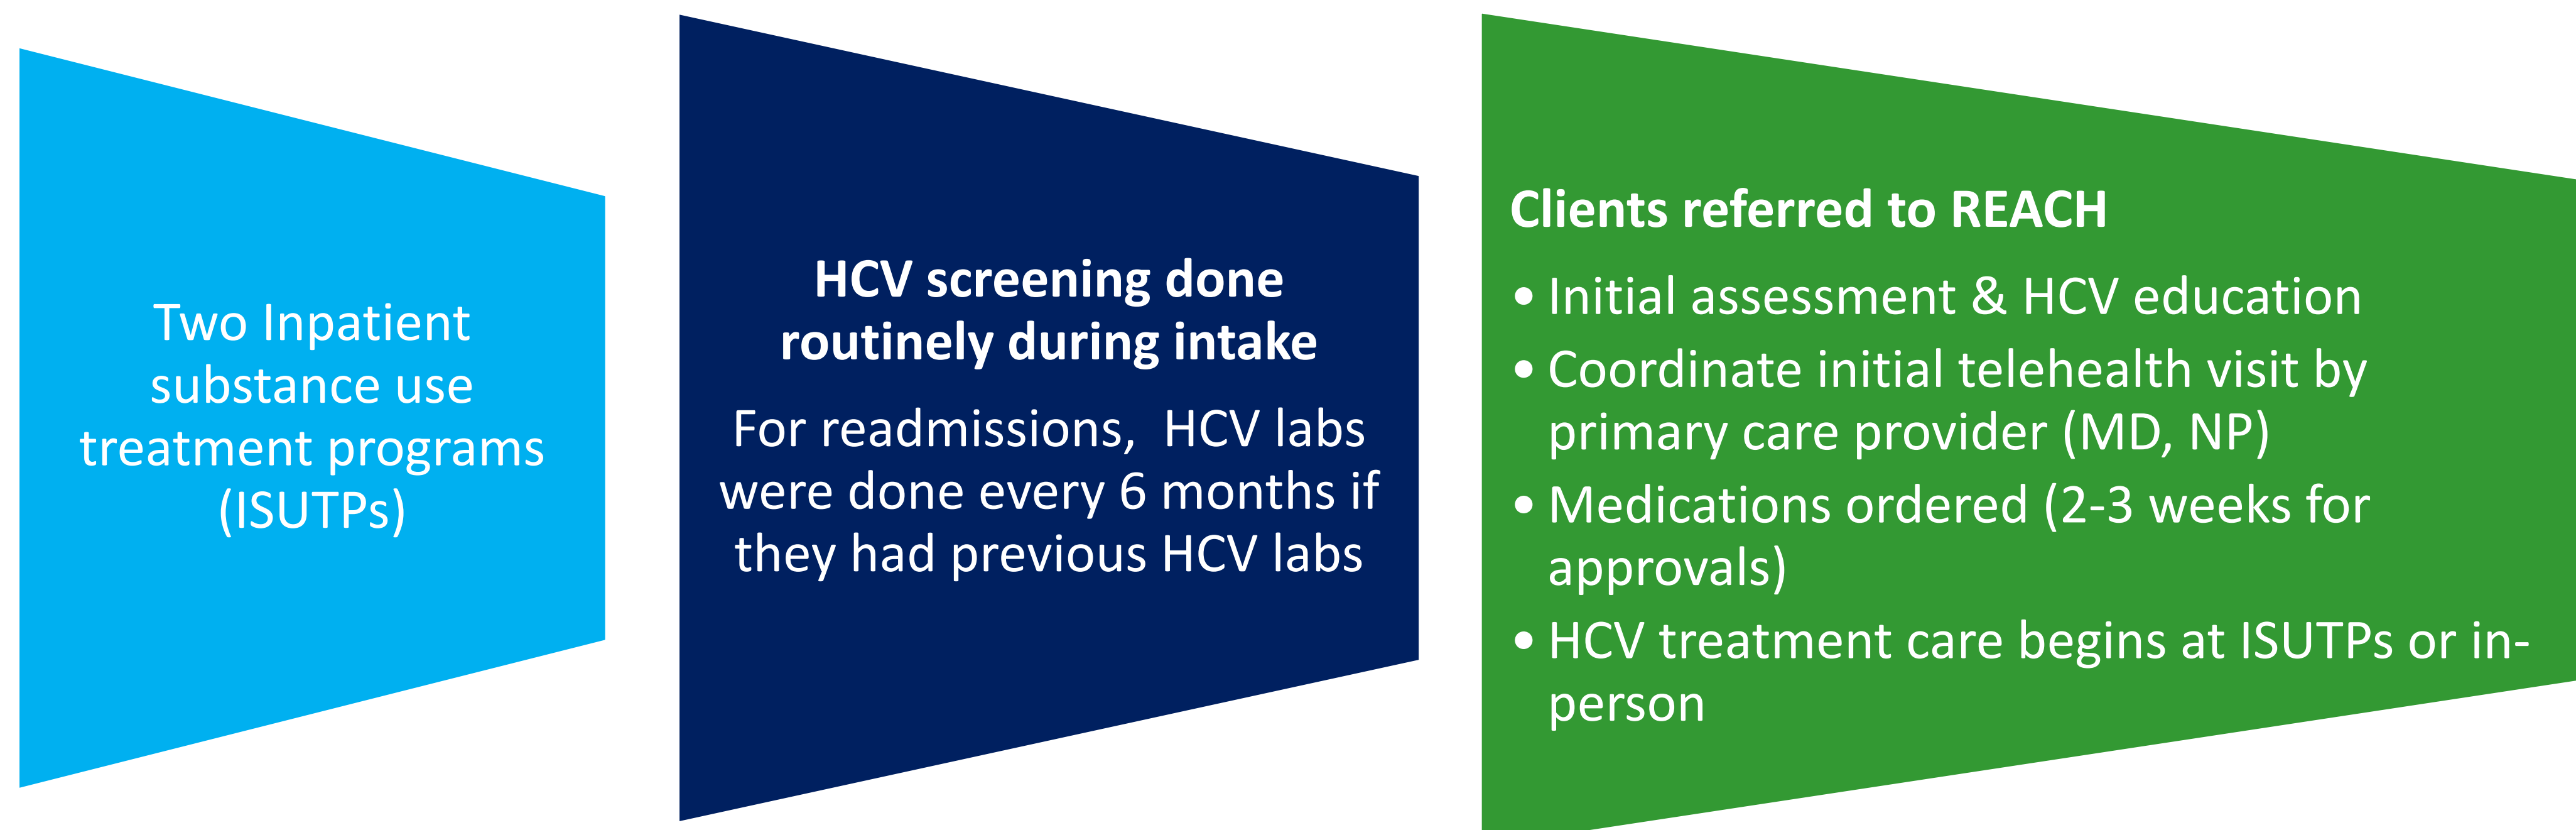 Two Inpatient
substance use
treatment programs
(ISUTPs)
HCV screening done
routinely during intake
For readmissions,  HCV labs
were done every 6 months if
they had previous HCV labs
Clients referred to REACH
• Initial assessment & HCV education
• Coordinate initial telehealth visit by
primary care provider (MD, NP)
• Medications ordered (2-3 weeks for
approvals)
• HCV treatment care begins at ISUTPs or in-
person